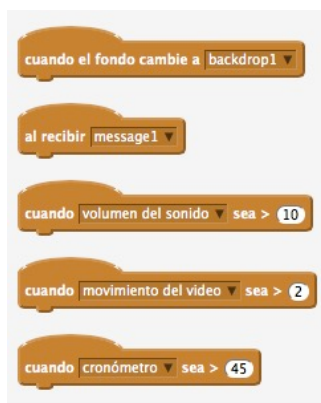 cuando el fondo cambie a backdrop1
al recibir message1
cuando volumen del sonido sea > 10
cuando movimiento del video sea > 2
cuando cronómetro sea > 45